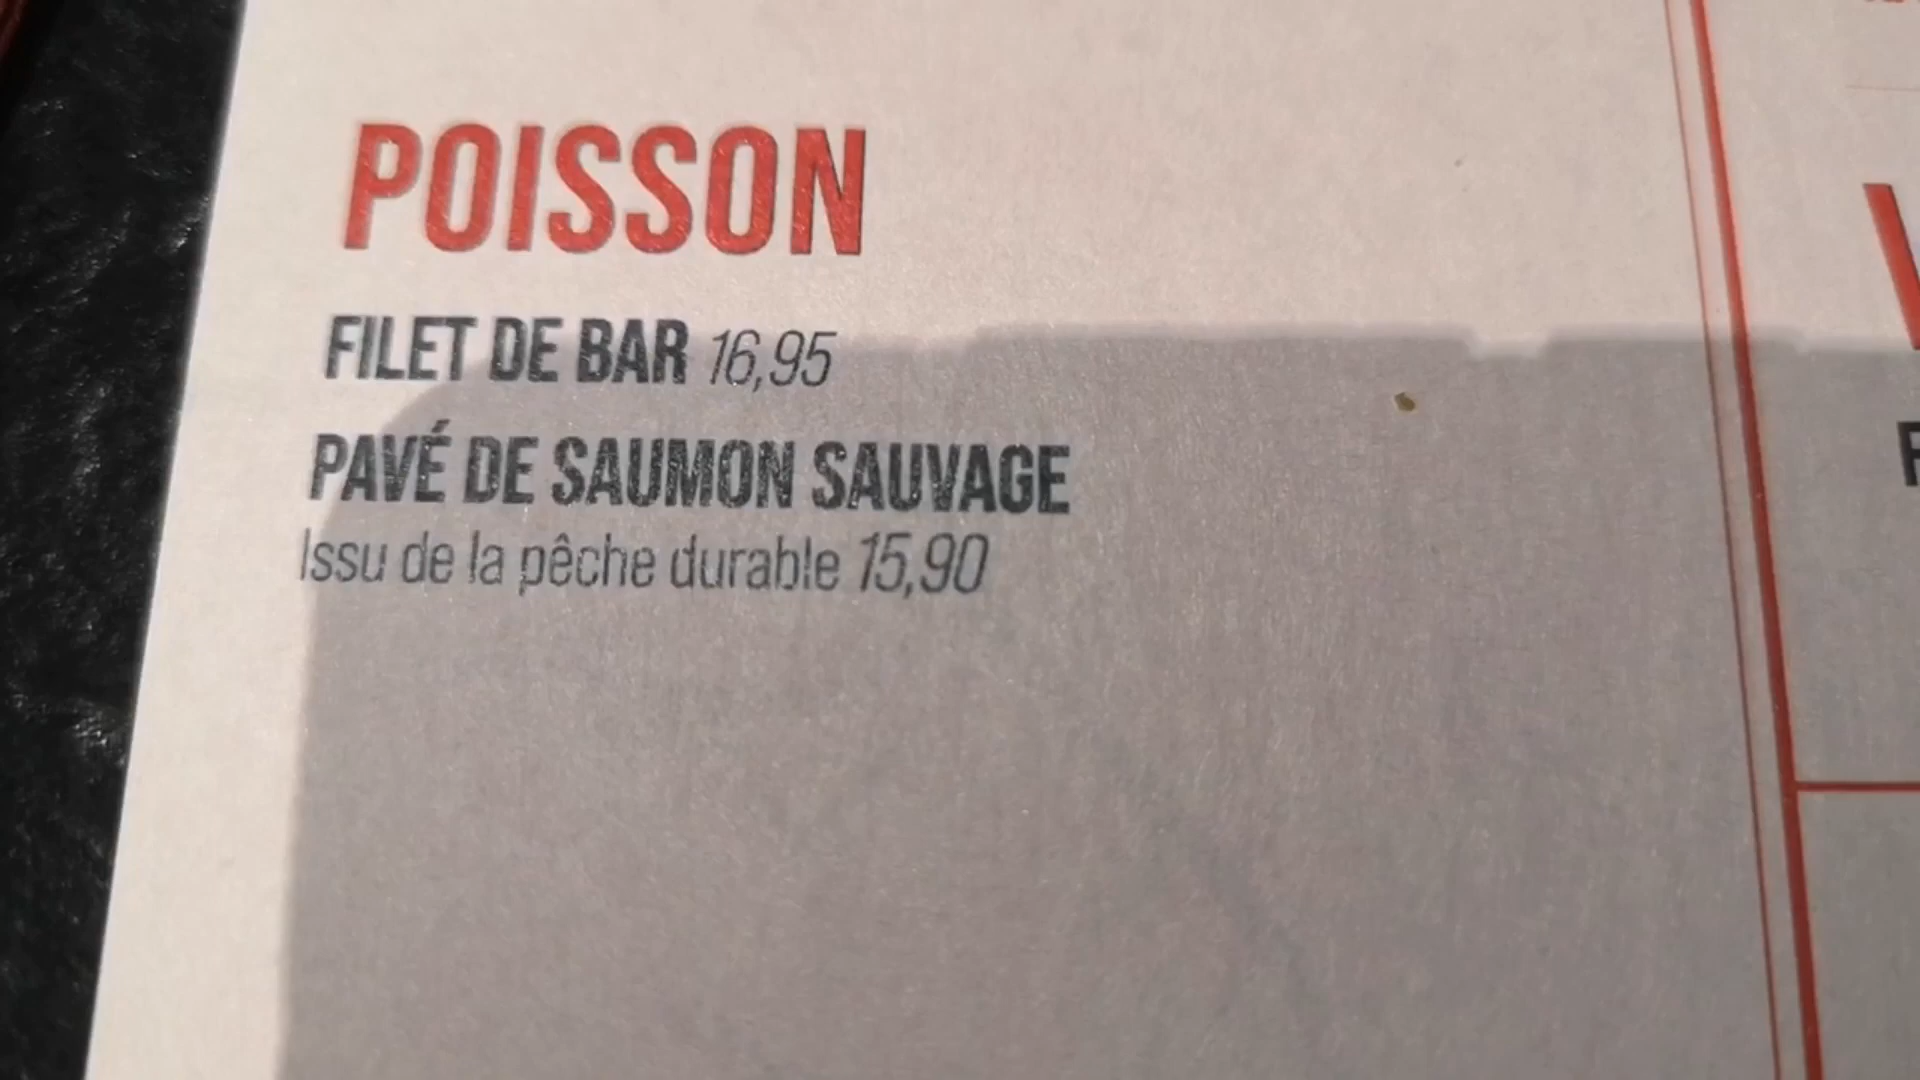 POISSON
FILET DE BAR 16,95
PAVÉ DE SAUMON SAUVAGE
Issu de la pêche durable 15,90